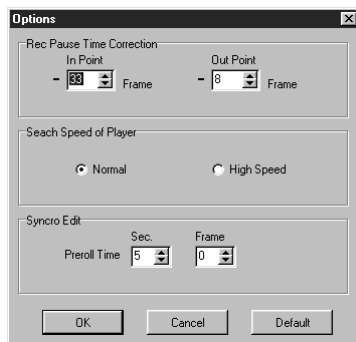 Options
Rec Pause Time Correction
In Point Out Point
- 33 Frame - 8 Frame
Seach Speed of Player
Normal High Speed
Syncro Edit
Sec. Frame
Preroll Time 5 0
OK Cancel Default